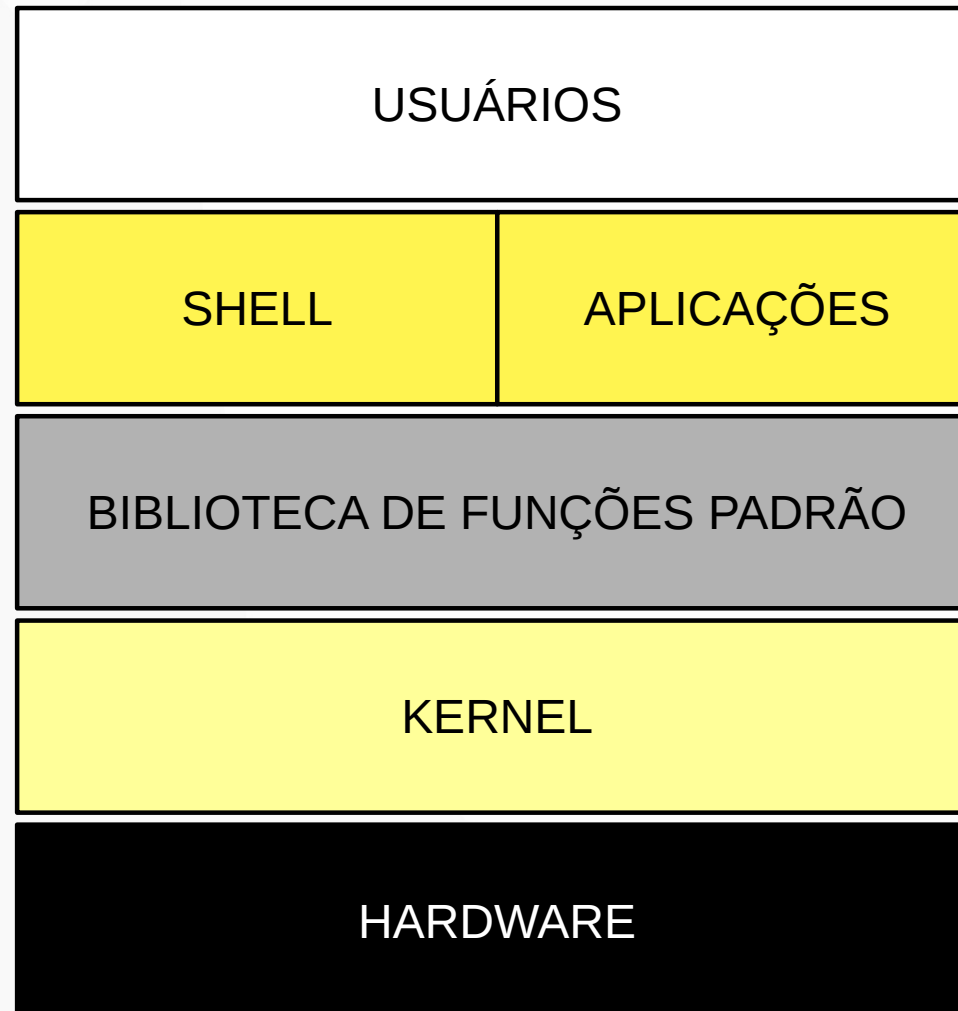 USUÁRIOS
SHELL
APLICAÇÕES
BIBLIOTECA DE FUNÇÕES PADRÃO
KERNEL
HARDWARE